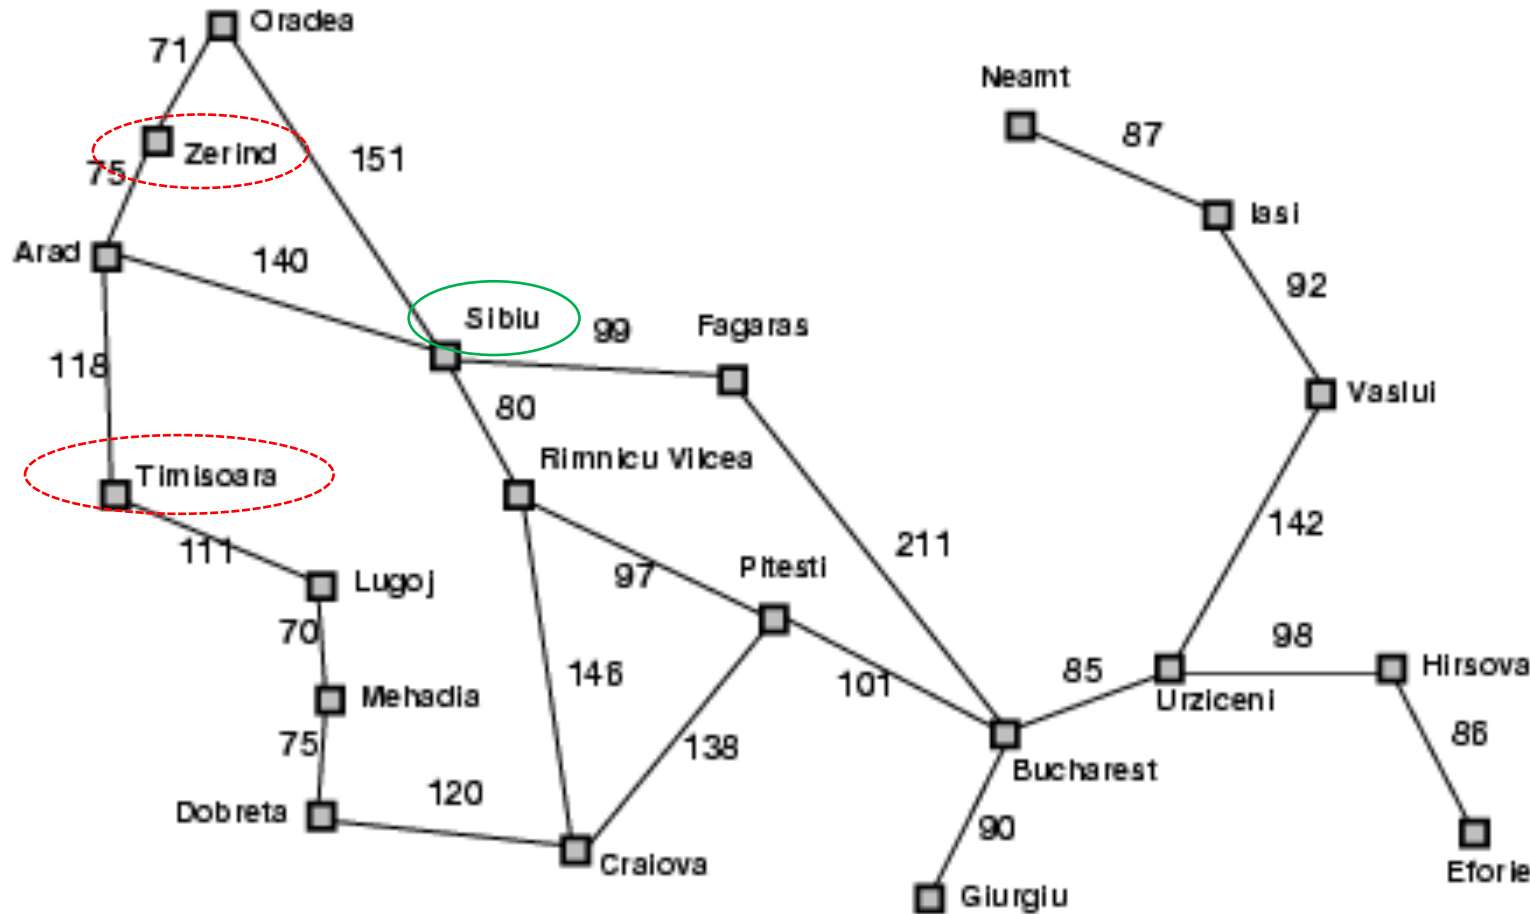 Oradea
71
Neamt
87
Zerind
151
75
Iasi
Arad
140
92
Sibiu
99
Fagaras
118
Vaslui
80
Rimnicu Vilcea
Timisoara
142
111
211
Lugoj
97
Pitesti
70
98
146
101
85
Hirsova
Mehadia
Urziceni
75
138
86
Bucharest
Dobreta
120
90
Craiova
Eforie
Giurgiu